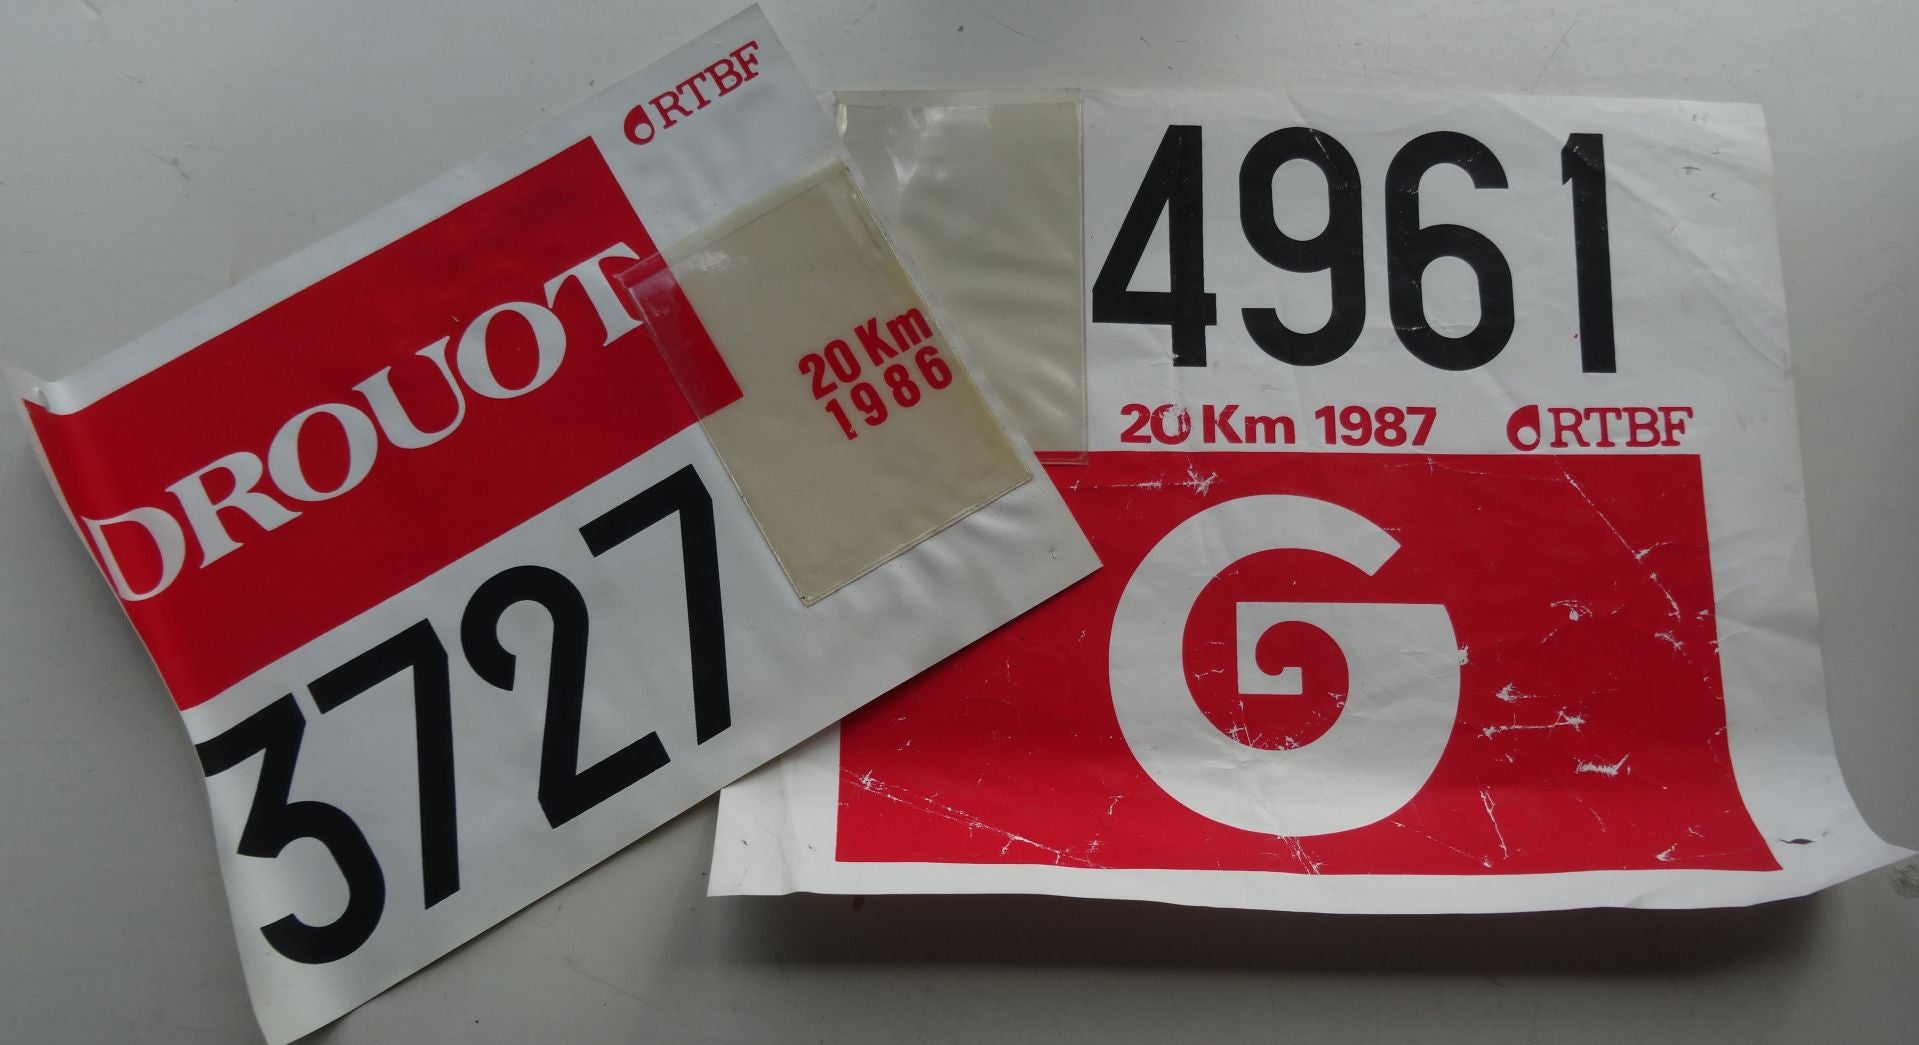 RTBF
DROUOT
20 Km
1986
3727
4961
20 Km 1987 RTBF
G